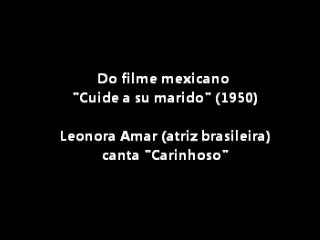 Do filme mexicano
"Cuide a su marido" (1950)
Leonora Amar (atriz brasileira)
canta "Carinhoso"